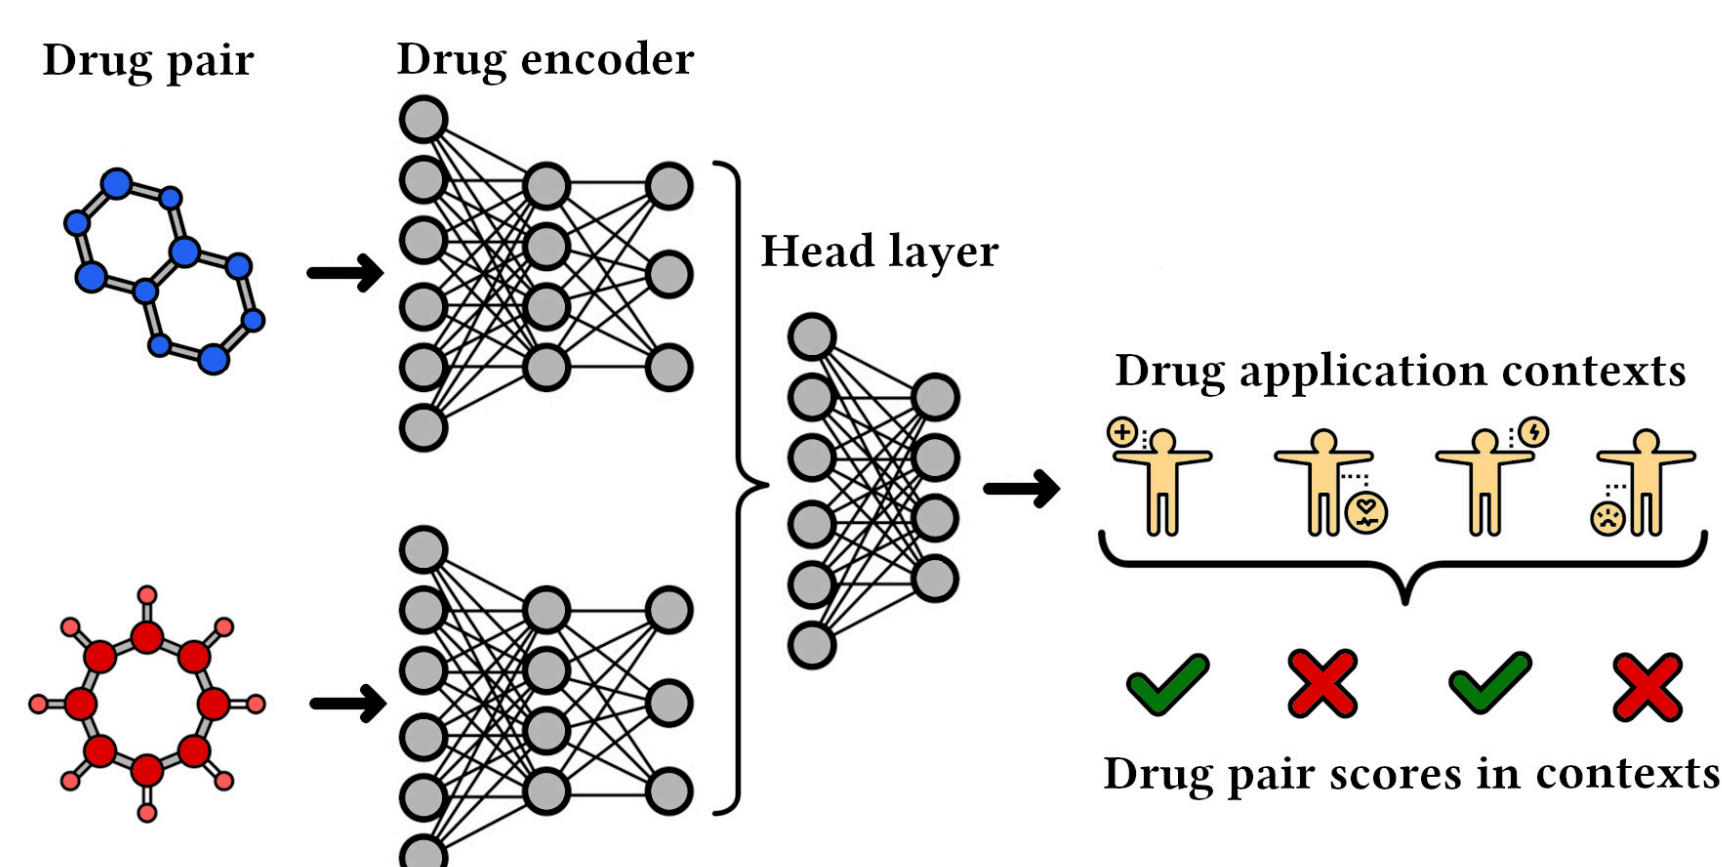 Drug pair
Drug encoder
Head layer
Drug application contexts
Drug pair scores in contexts